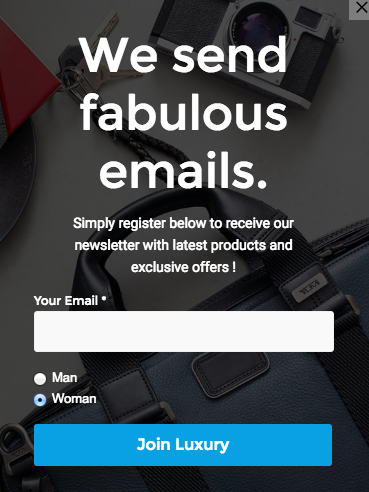 We send
fabulous
emails.
Simply register below to receive our
newsletter with latest products and
exclusive offers !
Your Email *
Man
Woman
Join Luxury